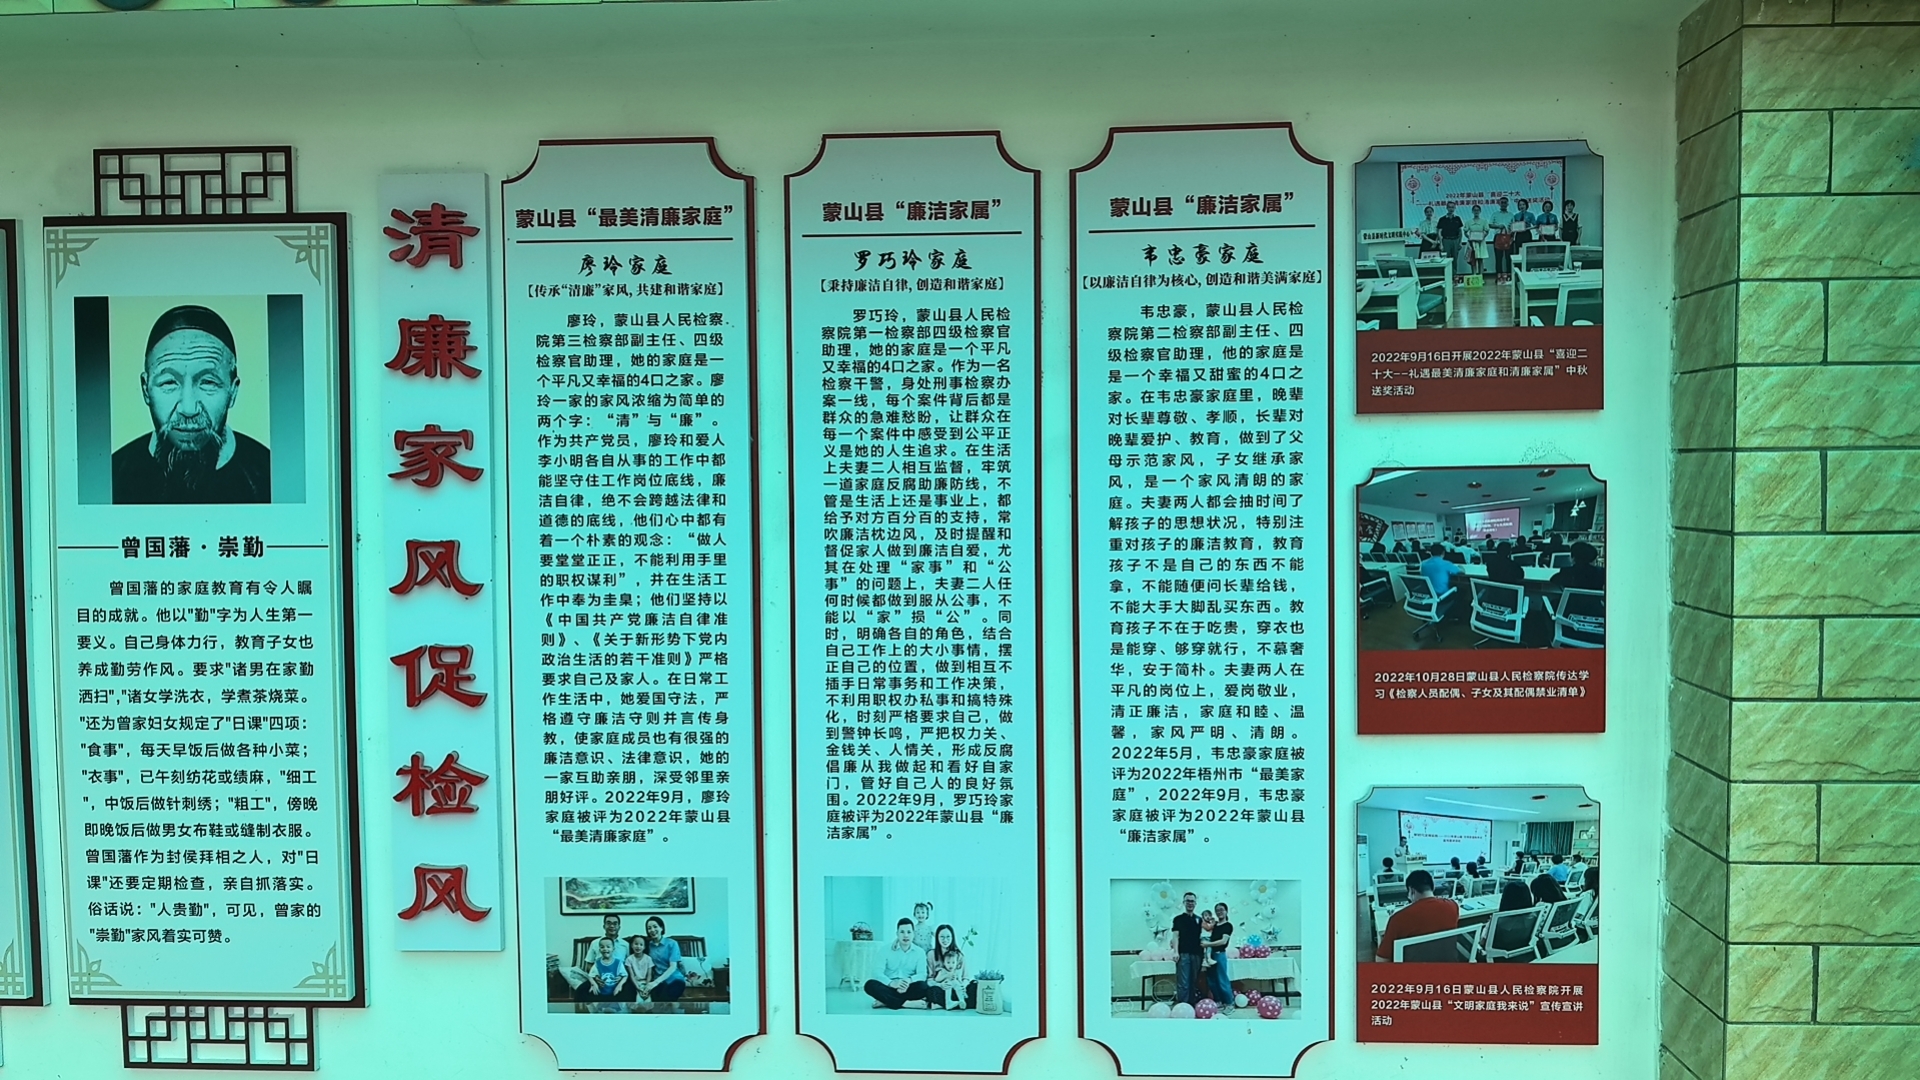 曾国藩·崇勤
曾国藩的家庭教育有令人瞩
目的成就。他以"勤"字为人生第一
要义。自己身体力行，教育子女也
养成勤劳作风。要求"诸男在家勤
洒扫","诸女学洗衣，学煮茶烧菜。
"还为曾家妇女规定了"日课"四项：
"食事"，每天早饭后做各种小菜；
"衣事"，已午刻纺花或绩麻，"细工
"，中饭后做针刺绣；"粗工"，傍晚
即晚饭后做男女布鞋或缝制衣服。
曾国藩作为封侯拜相之人，对"日
课"还要定期检查，亲自抓落实。
俗话说："人贵勤"，可见，曾家的
"崇勤"家风着实可赞。
清廉家风促检风
蒙山县“最美清廉家庭”
廖玲家庭
【传承“清廉”家风，共建和谐家庭】
廖玲，蒙山县人民检察
院第三检察部副主任、四级
检察官助理，她的家庭是一
个平凡又幸福的4口之家。廖
玲一家的家风浓缩为简单的
两个字：“清”与“廉”。
作为共产党员，廖玲和爱人
李小明各自从事的工作中都
能坚守住工作岗位底线，廉
洁自律，绝不会跨越法律和
道德的底线，他们心中都有
着一个朴素的观念：“做人
要堂堂正正，不能利用手里
的职权谋利”，并在生活工
作中奉为圭臬；他们坚持以
《中国共产党廉洁自律准
则》、《关于新形势下党内
政治生活的若干准则》严格
要求自己及家人。在日常工
作生活中，她爱国守法，严
格遵守廉洁守则并言传身
教，使家庭成员也有很强的
廉洁意识、法律意识，她的
一家互助亲朋，深受邻里亲
朋好评。2022年9月，廖玲
家庭被评为2022年蒙山县
“最美清廉家庭”。
蒙山县“廉洁家属”
罗巧玲家庭
【秉持廉洁自律，创造和谐家庭】
罗巧玲，蒙山县人民检
察院第一检察部四级检察官
助理，她的家庭是一个平凡
又幸福的4口之家。作为一名
检察干警，身处刑事检察办
案一线，每个案件背后都是
群众的急难愁盼，让群众在
每一个案件中感受到公平正
义是她的人生追求。在生活
上夫妻二人相互监督，牢筑
一道家庭反腐助廉防线，不
管是生活上还是事业上，都
给予对方百分百的支持，常
吹廉洁枕边风，及时提醒和
督促家人做到廉洁自爱，尤
其在处理“家事”和“公
事”的问题上，夫妻二人任
何时候都做到服从公事，不
能以“家”损“公”。同
时，明确各自的角色，结合
自己工作上的大小事情，摆
正自己的位置，做到相互不
插手日常事务和工作决策，
不利用职权办私事和搞特殊
化，时刻严格要求自己，做
到警钟长鸣，严把权力关、
金钱关、人情关，形成反腐
倡廉从我做起和看好自家
门，管好自己人的良好氛
围。2022年9月，罗巧玲家
庭被评为2022年蒙山县“廉
洁家属”。
蒙山县“廉洁家属”
韦忠豪家庭
【以廉洁自律为核心，创造和谐美满家庭】
韦忠豪，蒙山县人民检
察院第二检察部副主任、四
级检察官助理，他的家庭是
是一个幸福又甜蜜的4口之
家。在韦忠豪家庭里，晚辈
对长辈尊敬、孝顺，长辈对
晚辈爱护、教育，做到了父
母示范家风，子女继承家
风，是一个家风清朗的家
庭。夫妻两人都会抽时间了
解孩子的思想状况，特别注
重对孩子的廉洁教育，教育
孩子不是自己的东西不能
拿，不能随便问长辈给钱，
不能大手大脚乱买东西。教
育孩子不在于吃贵，穿衣也
是能穿、够穿就行，不慕奢
华，安于简朴。夫妻两人在
平凡的岗位上，爱岗敬业，
清正廉洁，家庭和睦、温
馨，家风严明、清朗。
2022年5月，韦忠豪家庭被
评为2022年梧州市“最美家
庭”，2022年9月，韦忠豪
家庭被评为2022年蒙山县
“廉洁家属”。
2022年9月16日开展2022年蒙山县“喜迎二
十大--礼遇最美清廉家庭和清廉家属”中秋
送奖活动
2022年10月28日蒙山县人民检察院传达学
习《检察人员配偶、子女及其配偶禁业清单》
2022年9月16日蒙山县人民检察院开展
2022年蒙山县“文明家庭我来说”宣传宣讲
活动